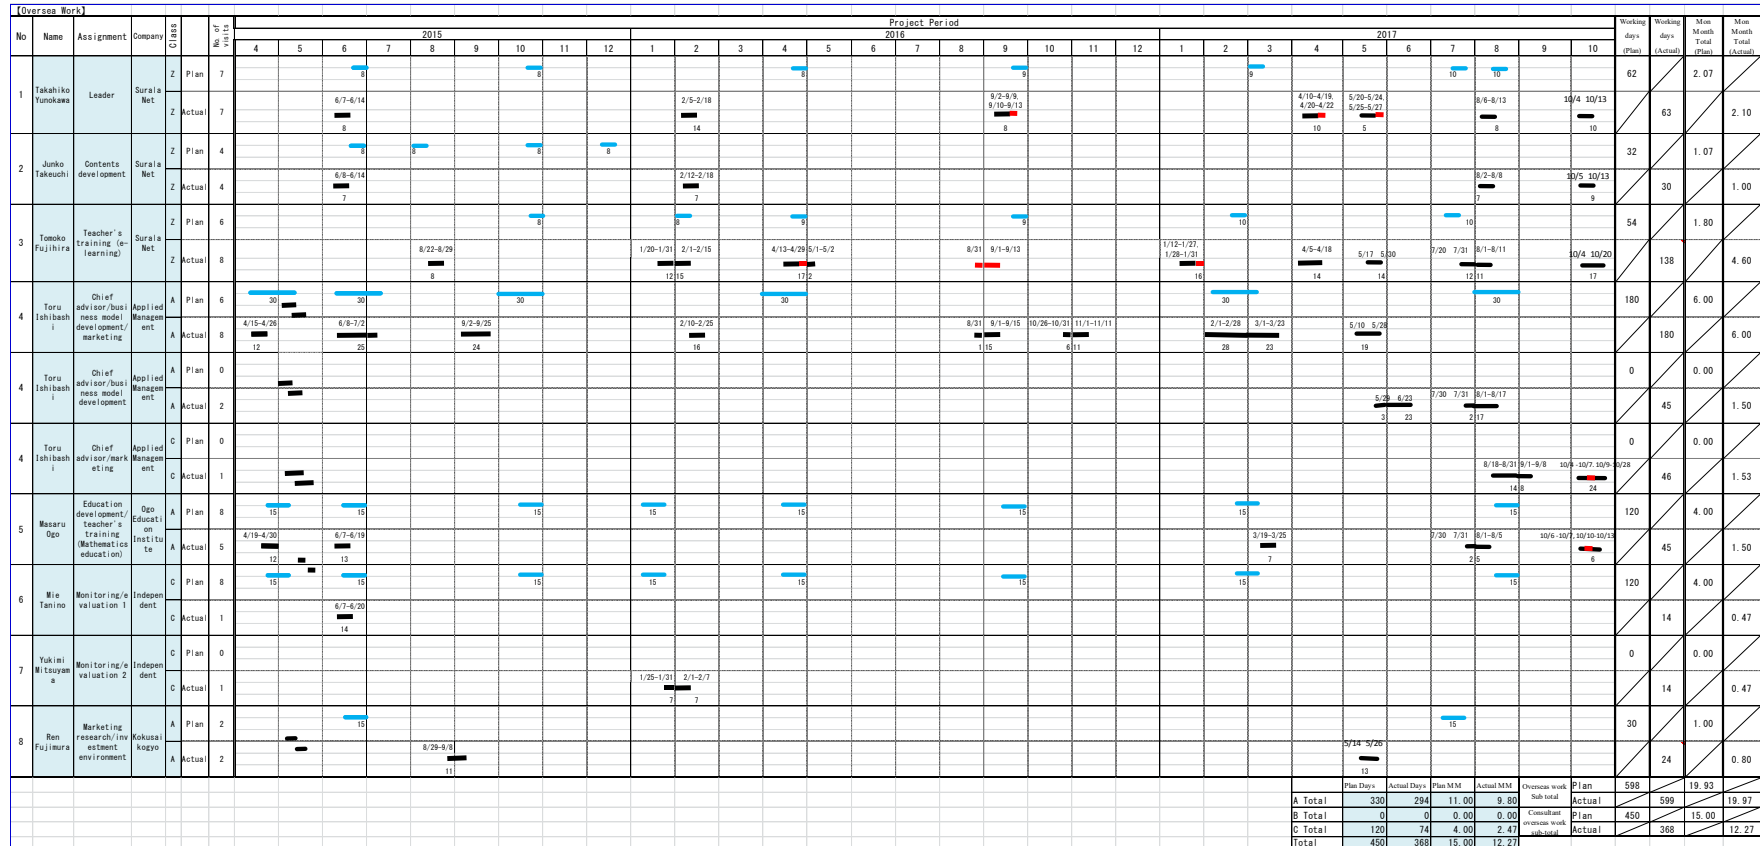 【Oversea Work】
No Name Assignment Company Class No. of visits Project Period Working days (Plan) Working days (Actual) Mon Month Total (Plan) Mon Month Total (Actual)
2015 2016 2017
4 5 6 7 8 9 10 11 12 1 2 3 4 5 6 7 8 9 10 11 12 1 2 3 4 5 6 7 8 9 10
1 Takahiko Yunokawa Leader Surala Net
Z Plan 7 8 8 8 9 9 10 10 62 2.07
6/7-6/14 2/5-2/18 9/2-9/9, 9/10-9/13 4/10-4/19, 4/20-4/22 5/20-5/24, 5/25-5/27 8/6-8/13 10/4 10/13
Z Actual 7 63 2.10
8 14 8 10 5 8 10
2 Junko Takeuchi Contents development Surala Net
Z Plan 4 8 8 8 8 32 1.07
6/8-6/14 2/12-2/18 8/2-8/8 10/5 10/13
Z Actual 4 30 1.00
7 7 7 9
3 Tomoko Fujihira Teacher's training (e-learning) Surala Net
Z Plan 6 8 8 9 9 10 10 54 1.80
8/22-8/29 1/20-1/31 2/1-2/15 4/13-4/29 5/1-5/2 8/31 9/1-9/13 1/12-1/27, 1/28-1/31 4/5-4/18 5/17 5/30 7/20 7/31 8/1-8/11 10/4 10/20
Z Actual 8 138 4.60
8 12 15 17 2 16 14 14 12 11 17
4 Toru Ishibashi Chief advisor/business model development/marketing Applied Management
A Plan 6 30 30 30 30 30 30 180 6.00
4/15-4/26 6/8-7/2 9/2-9/25 2/10-2/25 8/31 9/1-9/15 10/26-10/31 11/1-11/11 2/1-2/28 3/1-3/23 5/10 5/28
A Actual 8 180 6.00
12 25 24 16 1 15 6 11 28 23 19
4 Toru Ishibashi Chief advisor/business model development Applied Management
A Plan 0 0 0.00
5/29 6/23 7/30 7/31 8/1-8/17
A Actual 2 45 1.50
3 23 2 17
4 Toru Ishibashi Chief advisor/marketing Applied Management
C Plan 0 0 0.00
8/18-8/31 9/1-9/8 10/4 -10/7. 10/9-10/28
C Actual 1 46 1.53
14 8 24
5 Masaru Ogo Education development/teacher's training (Mathematics education) Ogo Education Institute
A Plan 8 15 15 15 15 15 15 15 15 120 4.00
4/19-4/30 6/7-6/19 3/19-3/25 7/30 7/31 8/1-8/5 10/6 -10/7, 10/10-10/13
A Actual 5 45 1.50
12 13 7 2 5 6
6 Mie Tanino Monitoring/evaluation 1 Independent
C Plan 8 15 15 15 15 15 15 15 15 120 4.00
6/7-6/20
C Actual 1 14 0.47
14
7 Yukimi Mitsuyama Monitoring/evaluation 2 Independent
C Plan 0 0 0.00
1/25-1/31 2/1-2/7
C Actual 1 14 0.47
7 7
8 Ren Fujimura Marketing research/investment environment Kokusai kogyo
A Plan 2 15 15 30 1.00
8/29-9/8 5/14 5/26
A Actual 2 24 0.80
11 13
Plan Days Actual Days Plan MM Actual MM Overseas work Sub total Plan 598 19.93
A Total 330 294 11.00 9.80 Actual 599 19.97
B Total 0 0 0.00 0.00 Consultant overseas work sub-total Plan 450 15.00
C Total 120 74 4.00 2.47 Actual 368 12.27
Total 450 368 15.00 12.27